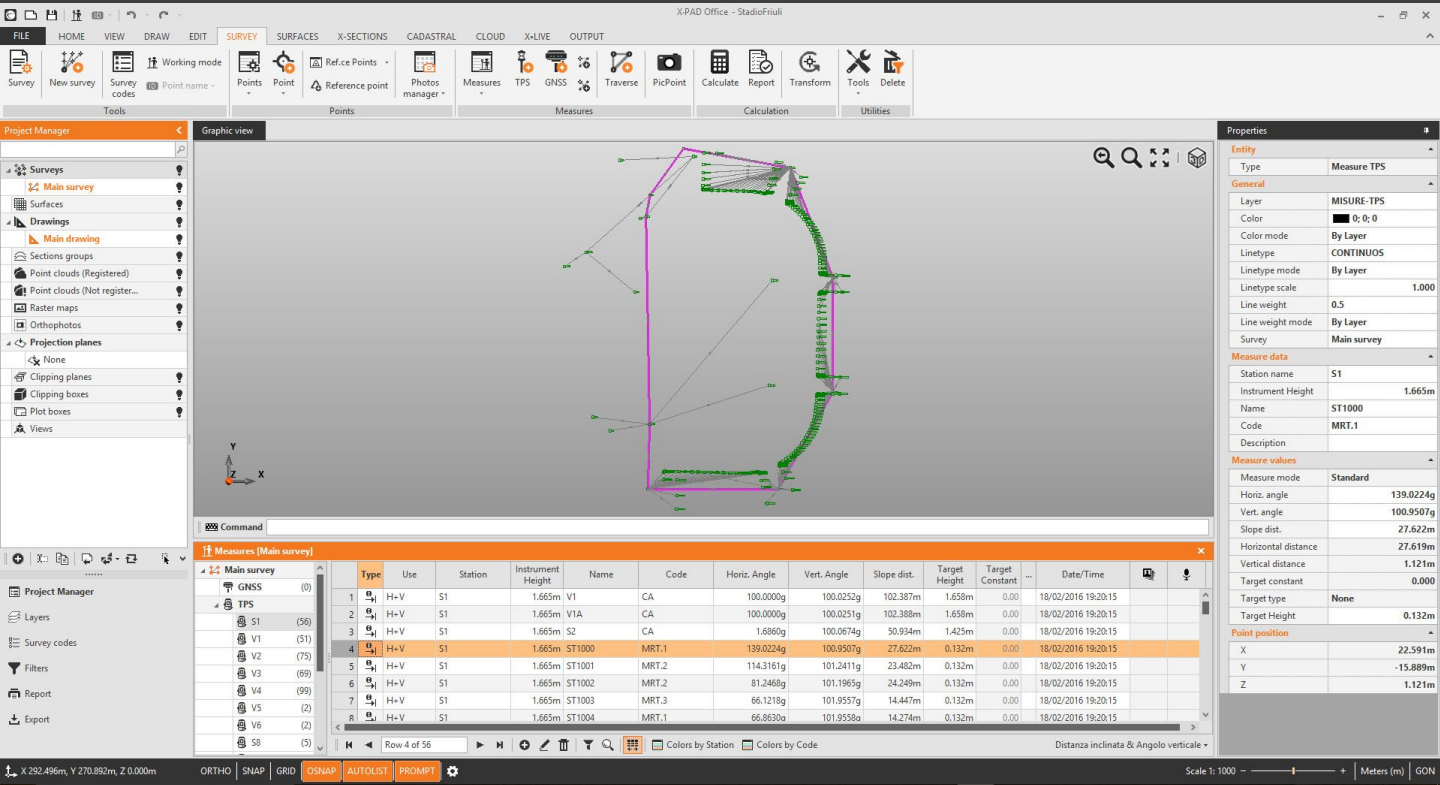 X-PAD Office - StadioFriuli
FILE HOME VIEW DRAW EDIT SURVEY SURFACES X-SECTIONS CADASTRAL CLOUD X-LIVE OUTPUT
Survey New survey Survey codes Working mode Point name Points Point Ref.ce Points Reference point Photos manager Measures TPS GNSS Traverse PicPoint Calculate Report Transform Tools Delete
Tools Points Measures Calculation Utilities
Project Manager
Surveys
Main survey
Surfaces
Drawings
Main drawing
Sections groups
Point clouds (Registered)
Point clouds (Not register...
Raster maps
Orthophotos
Projection planes
None
Clipping planes
Clipping boxes
Plot boxes
Views
Project Manager
Layers
Survey codes
Filters
Report
Export
Graphic view
3D
Y
Z X
Command
Measures [Main survey]
Main survey
GNSS (0)
TPS
S1 (56)
V1 (51)
V2 (75)
V3 (69)
V4 (99)
V5 (2)
V6 (2)
S8 (5)
Type Use Station Instrument Height Name Code Horiz. Angle Vert. Angle Slope dist. Target Height Target Constant ... Date/Time
1 H+V S1 1.665m V1 CA 100.0000g 100.0252g 102.387m 1.658m 0.00 18/02/2016 19:20:15
2 H+V S1 1.665m V1A CA 100.0000g 100.0251g 102.388m 1.658m 0.00 18/02/2016 19:20:15
3 H+V S1 1.665m S2 CA 1.6860g 100.0674g 50.934m 1.425m 0.00 18/02/2016 19:20:15
4 H+V S1 1.665m ST1000 MRT.1 139.0224g 100.9507g 27.622m 0.132m 0.00 18/02/2016 19:20:15
5 H+V S1 1.665m ST1001 MRT.2 114.3161g 101.2411g 23.482m 0.132m 0.00 18/02/2016 19:20:15
6 H+V S1 1.665m ST1002 MRT.2 81.2468g 101.1965g 24.249m 0.132m 0.00 18/02/2016 19:20:15
7 H+V S1 1.665m ST1003 MRT.3 66.1218g 101.9557g 14.447m 0.132m 0.00 18/02/2016 19:20:15
8 H+V S1 1.665m ST1004 MRT.1 66.8630g 101.9558g 14.274m 0.132m 0.00 18/02/2016 19:20:15
Row 4 of 56 Colors by Station Colors by Code Distanza inclinata & Angolo verticale
Properties
Entity
Type Measure TPS
General
Layer MISURE-TPS
Color 0; 0; 0
Color mode By Layer
Linetype CONTINUOS
Linetype mode By Layer
Linetype scale 1.000
Line weight 0.5
Line weight mode By Layer
Survey Main survey
Measure data
Station name S1
Instrument Height 1.665m
Name ST1000
Code MRT.1
Description
Measure values
Measure mode Standard
Horiz. angle 139.0224g
Vert. angle 100.9507g
Slope dist. 27.622m
Horizontal distance 27.619m
Vertical distance 1.121m
Target constant 0.000
Target type None
Target Height 0.132m
Point position
X 22.591m
Y -15.889m
Z 1.121m
X 292.496m, Y 270.892m, Z 0.000m ORTHO SNAP GRID OSNAP AUTOLIST PROMPT Scale 1: 1000 - + Meters (m) GON